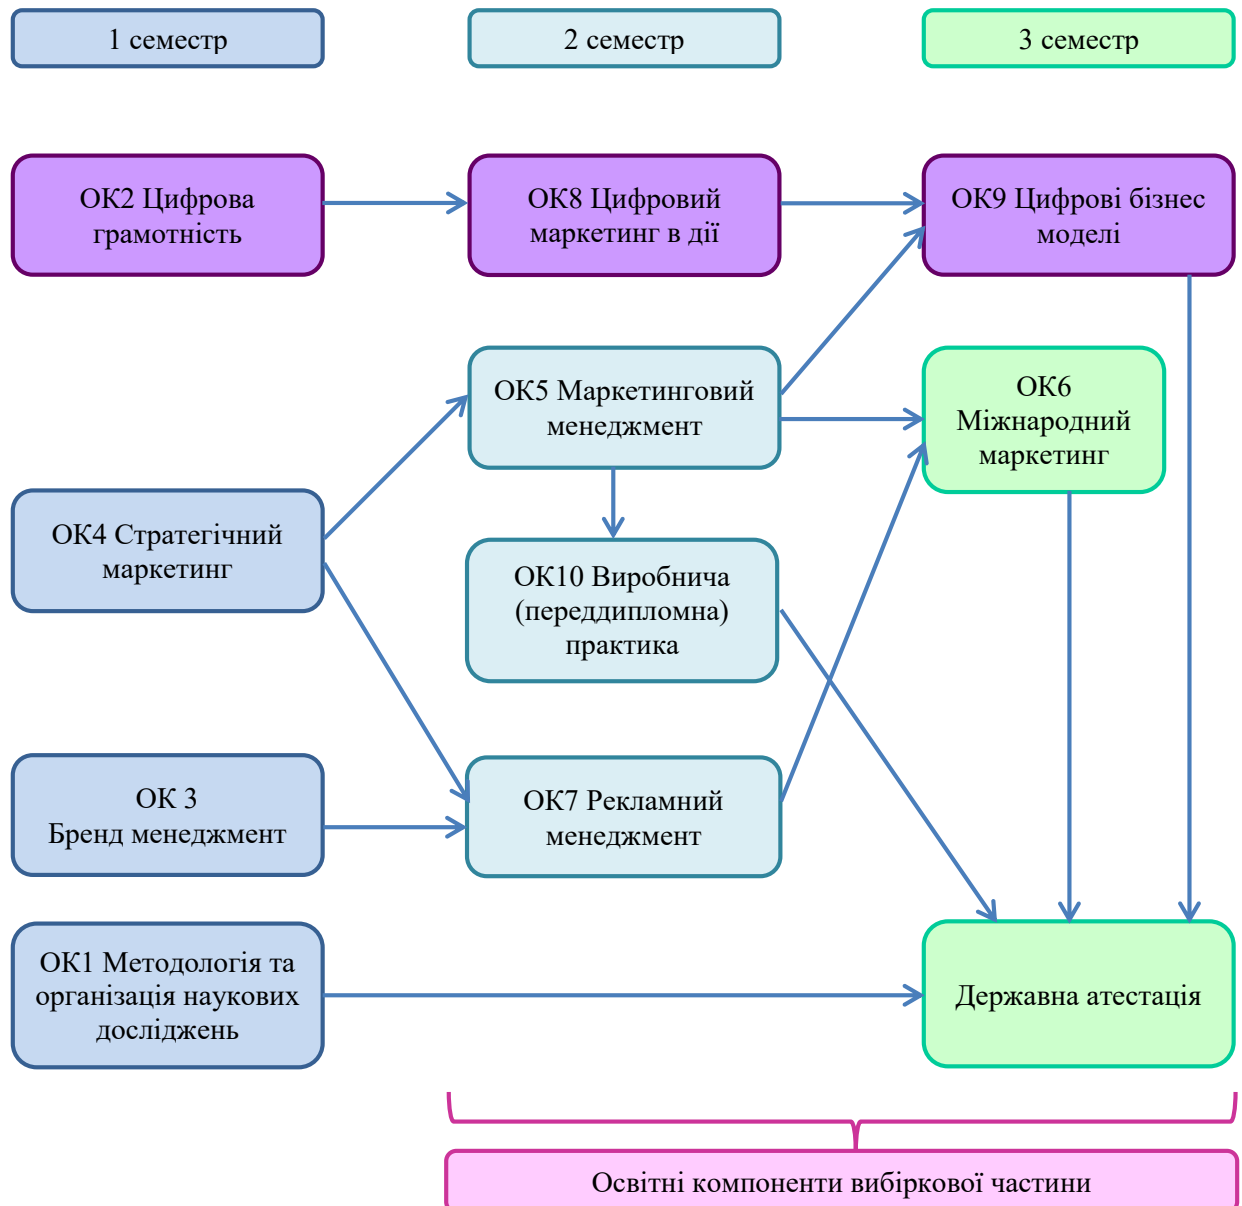 1 семестр
2 семестр
3 семестр
ОК2 Цифрова
грамотність
ОК8 Цифровий
маркетинг в дії
ОК9 Цифрові бізнес
моделі
ОК5 Маркетинговий
менеджмент
ОК6
Міжнародний
маркетинг
ОК4 Стратегічний
маркетинг
ОК10 Виробнича
(переддипломна)
практика
ОК 3
Бренд менеджмент
ОК7 Рекламний
менеджмент
ОК1 Методологія та
організація наукових
досліджень
Державна атестація
Освітні компоненти вибіркової частини